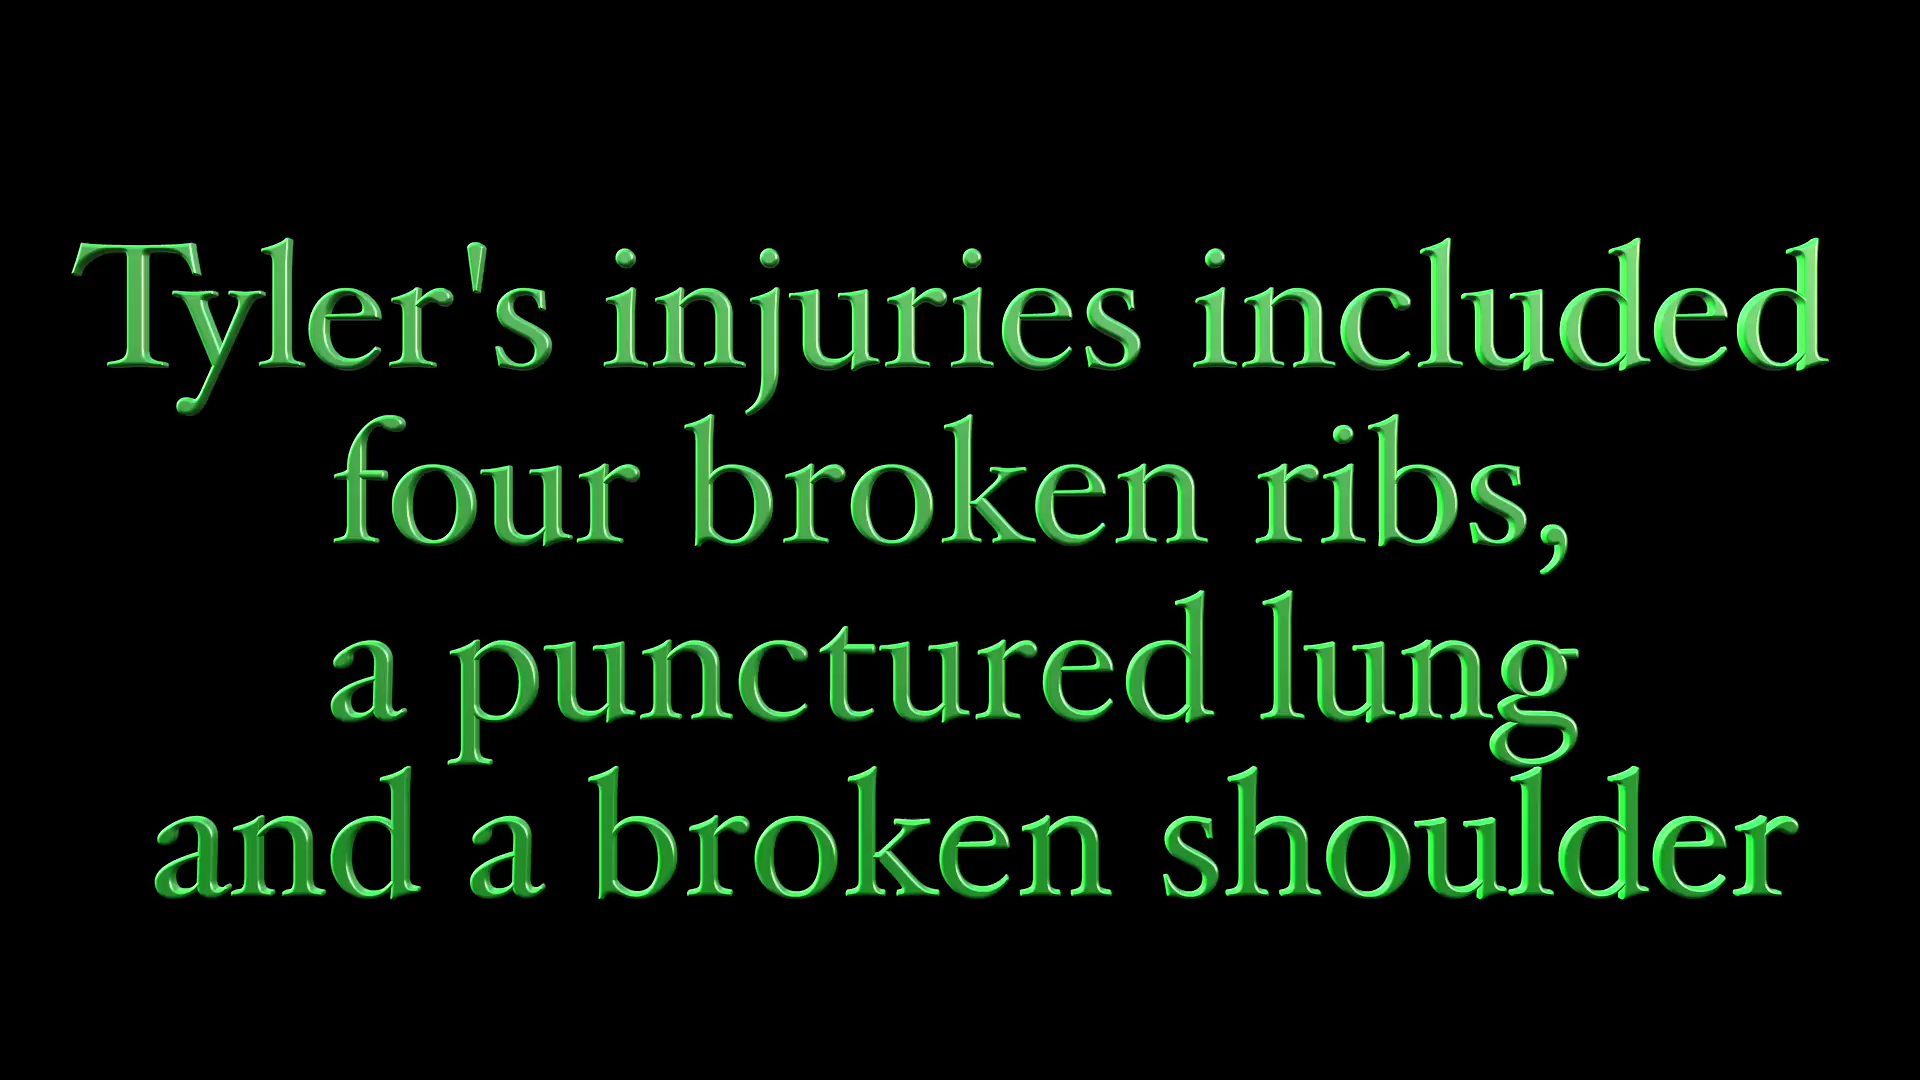 Tyler's injuries included
four broken ribs,
a punctured lung
and a broken shoulder